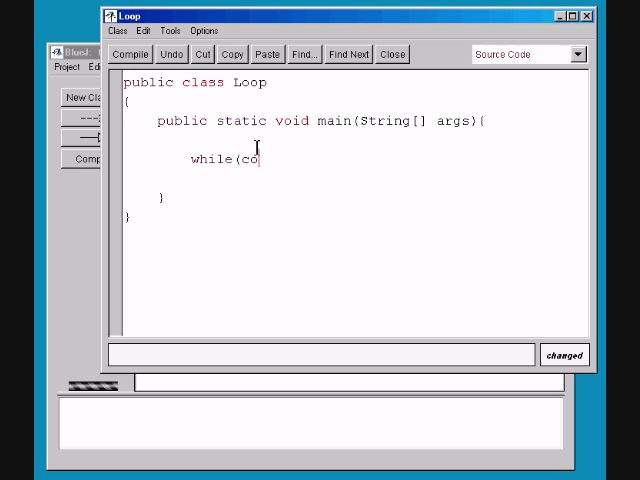 Loop
Class Edit Tools Options
Compile Undo Cut Copy Paste Find... Find Next Close Source Code
public class Loop
{
public static void main(String[] args){
while(co
}
}
changed
BlueJ:
Project
New Cla
Comp